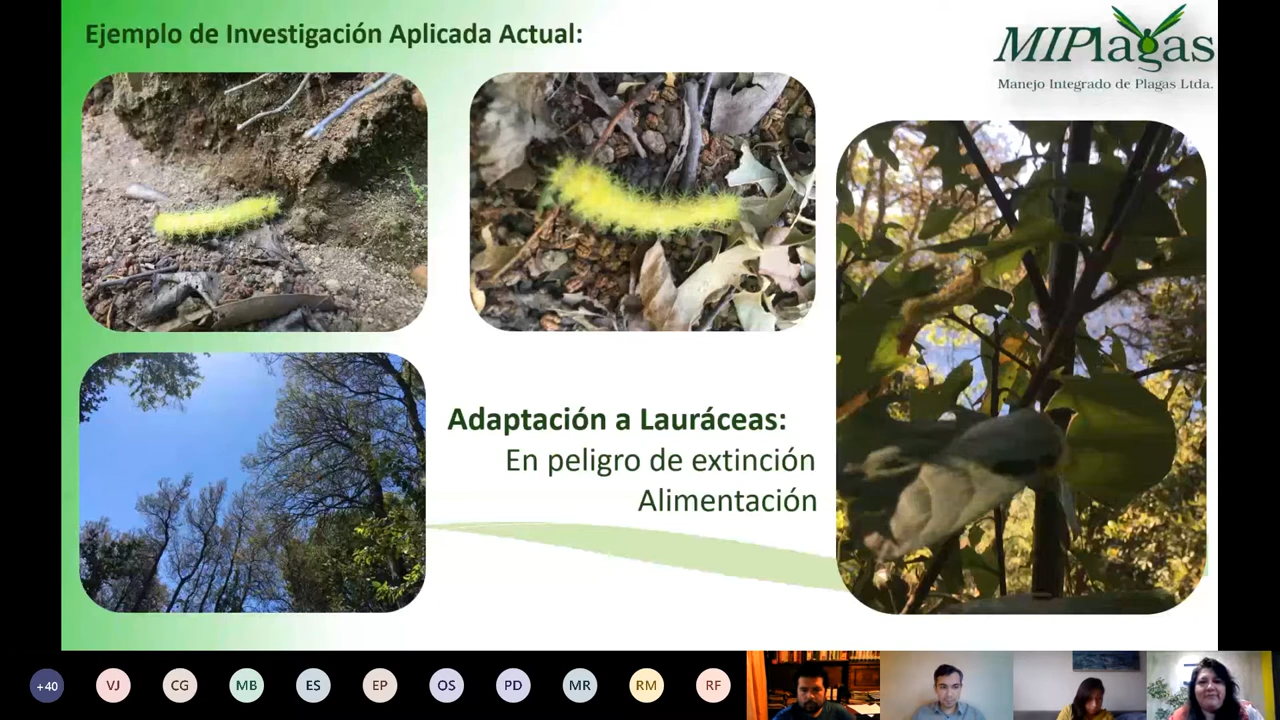 Ejemplo de Investigación Aplicada Actual:
MIPlagas
Manejo Integrado de Plagas Ltda.
Adaptación a Lauráceas:
En peligro de extinción
Alimentación
+40
VJ
CG
MB
ES
EP
OS
PD
MR
RM
RF